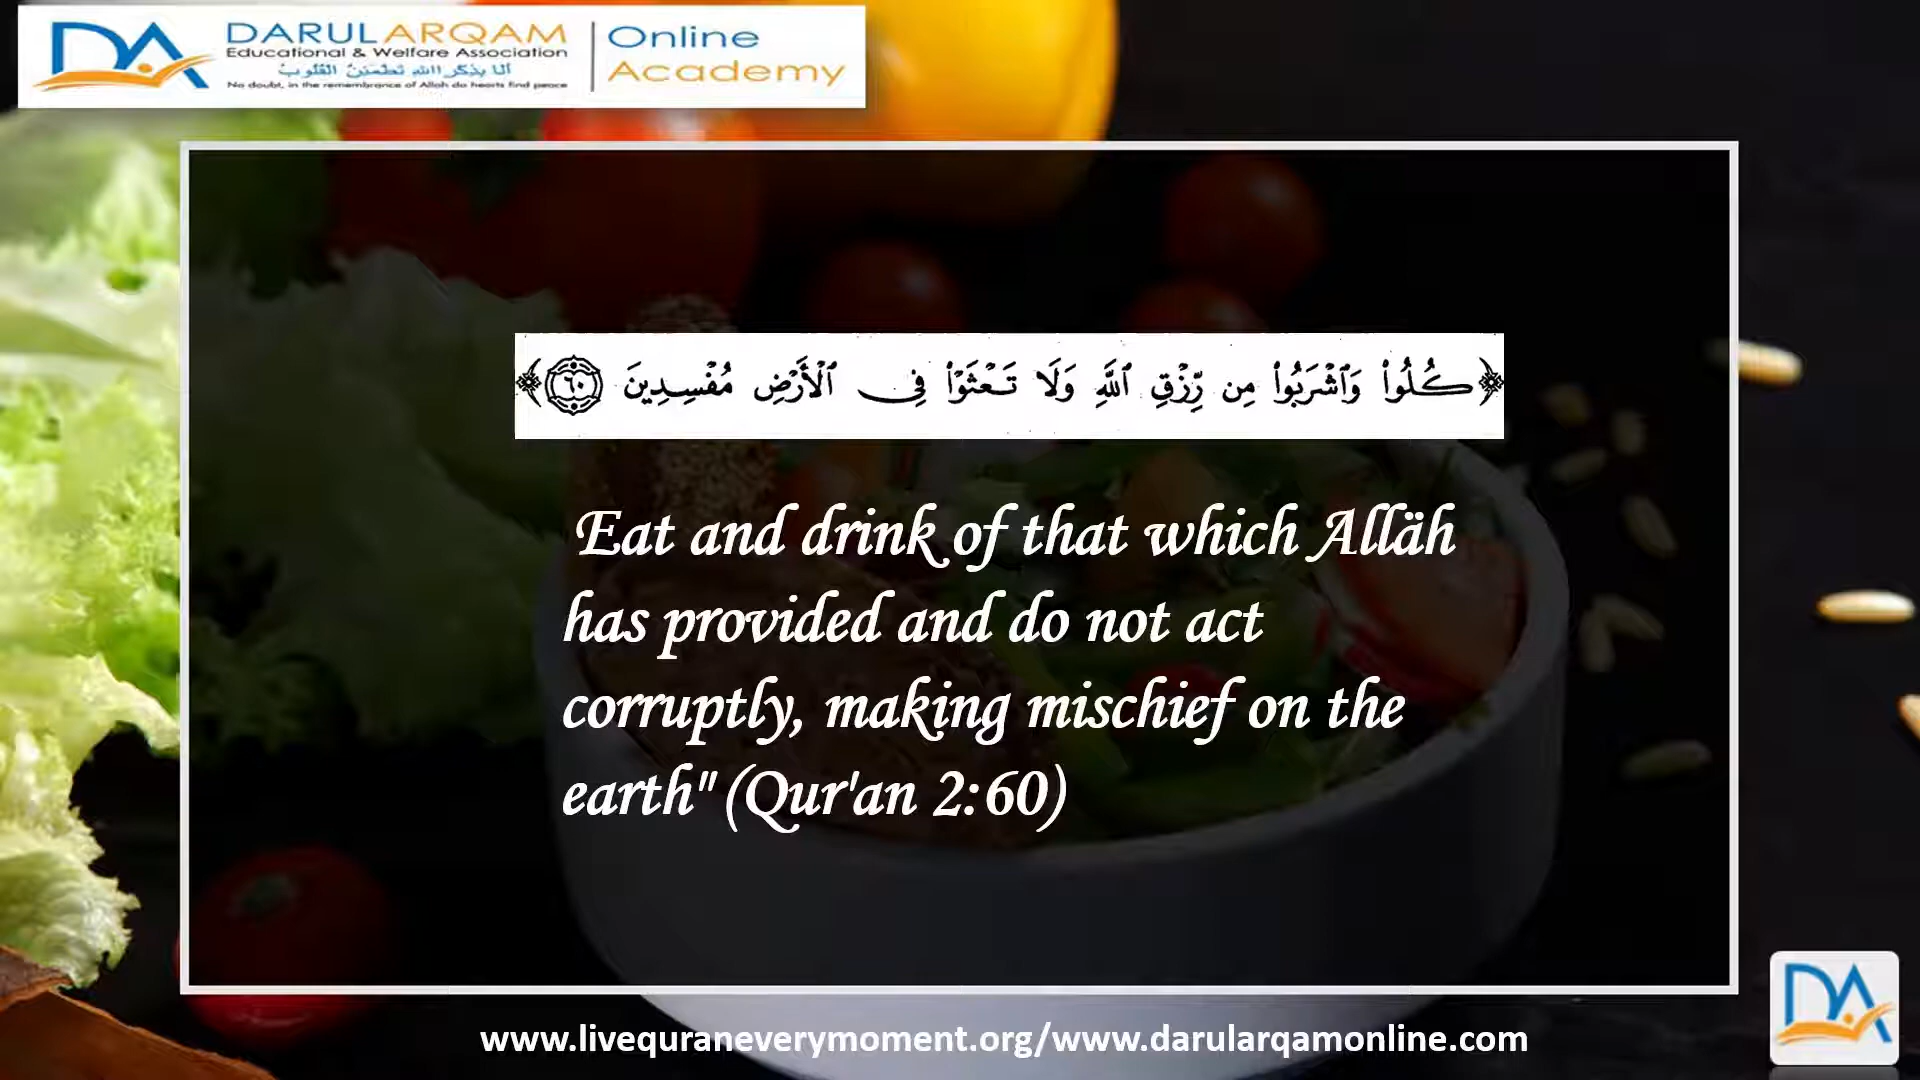 DARULARQAM
Educational & Welfare Association
ألا بذكر الله تطمئن القلوب
No doubt, in the remembrance of Allah do hearts find peace
Online
Academy
﴿كُلُوا۟ وَٱشْرَبُوا۟ مِن رِّزْقِ ٱللَّهِ وَلَا تَعْثَوْا۟ فِى ٱلْأَرْضِ مُفْسِدِينَ ٦٠﴾
Eat and drink of that which Alläh
has provided and do not act
corruptly, making mischief on the
earth" (Qur'an 2:60)
www.livequraneverymoment.org/www.darularqamonline.com
DA